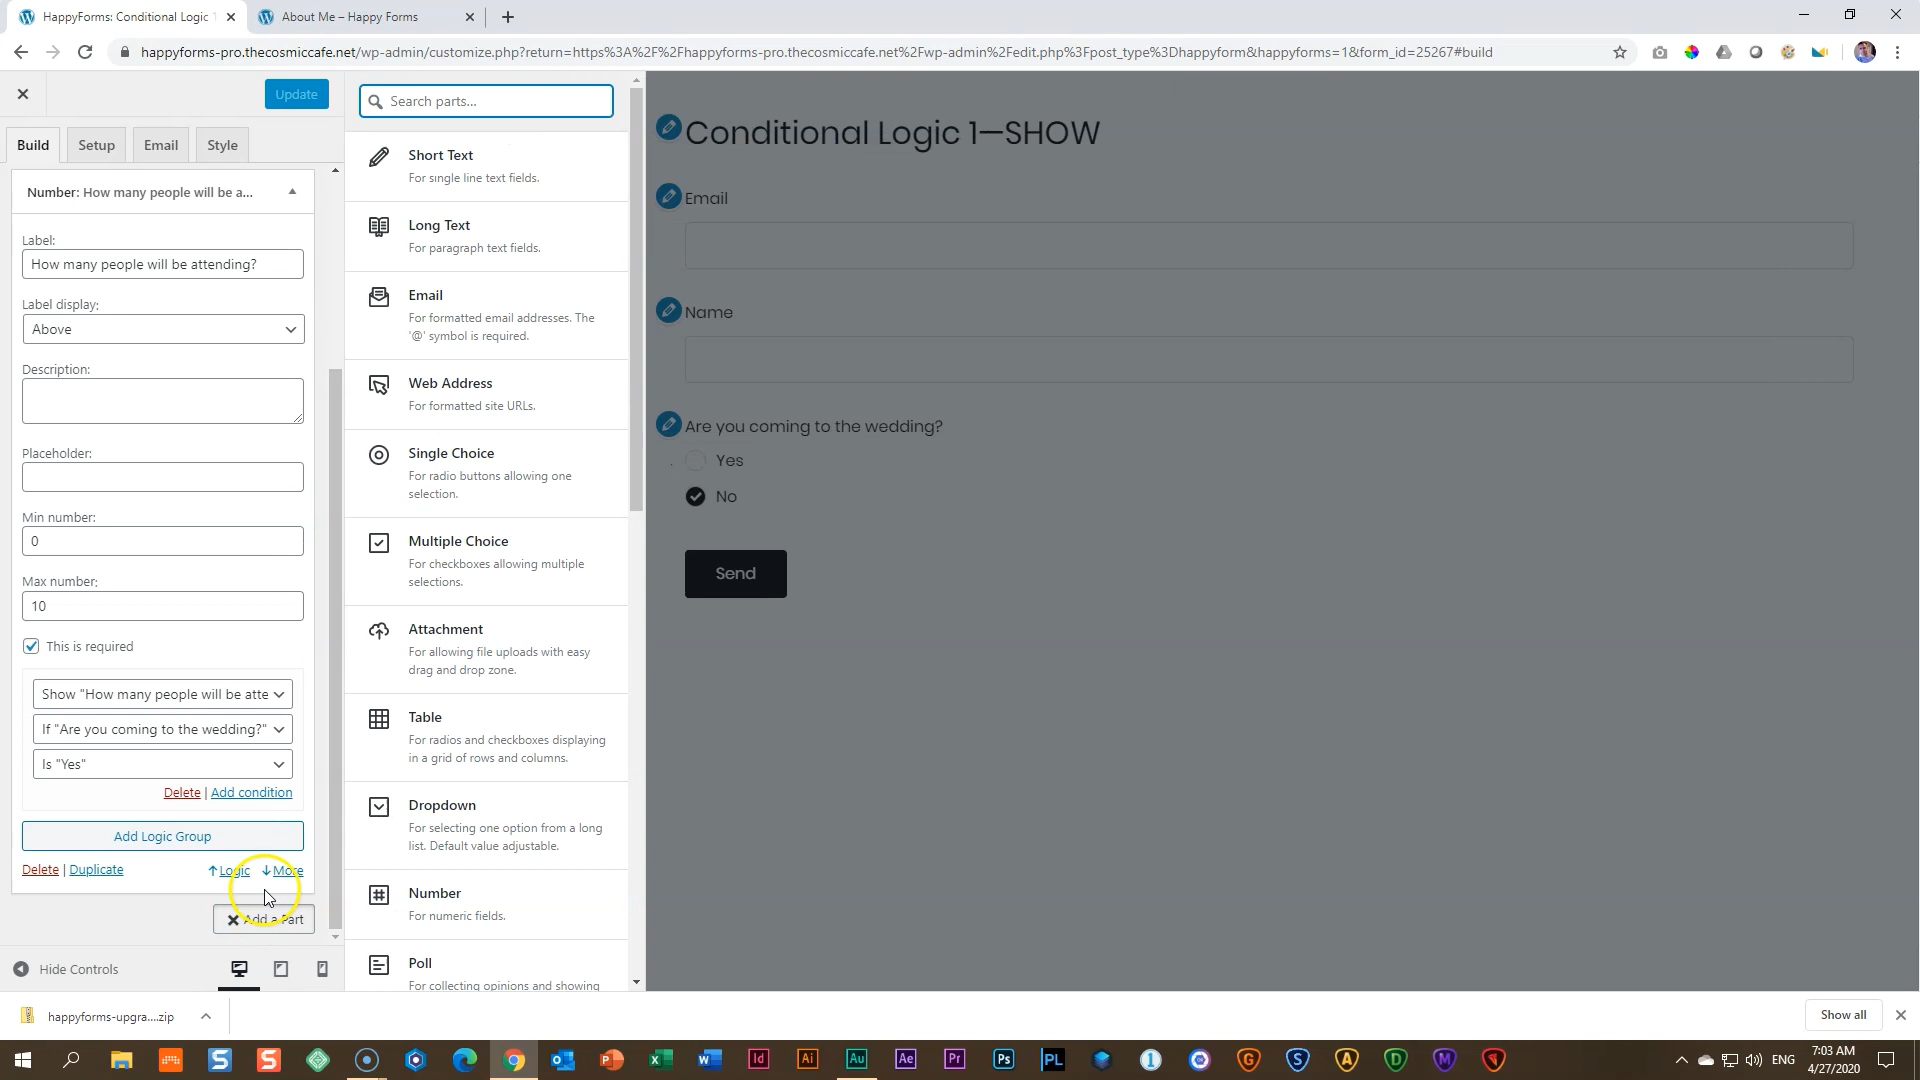 HappyForms: Conditional Logic 1
About Me – Happy Forms
happyforms-pro.thecosmiccafe.net/wp-admin/customize.php?return=https%3A%2F%2Fhappyforms-pro.thecosmiccafe.net%2Fwp-admin%2Fedit.php%3Fpost_type%3Dhappyform&happyforms=1&form_id=25267#build
Update
Build
Setup
Email
Style
Number: How many people will be a...
Label:
How many people will be attending?
Label display:
Above
Description:
Placeholder:
Min number:
0
Max number:
10
This is required
Show "How many people will be atte
If "Are you coming to the wedding?"
Is "Yes"
Delete | Add condition
Add Logic Group
Delete | Duplicate
Logic
More
Add a Part
Hide Controls
Search parts...
Short Text
For single line text fields.
Long Text
For paragraph text fields.
Email
For formatted email addresses. The
'@' symbol is required.
Web Address
For formatted site URLs.
Single Choice
For radio buttons allowing one
selection.
Multiple Choice
For checkboxes allowing multiple
selections.
Attachment
For allowing file uploads with easy
drag and drop zone.
Table
For radios and checkboxes displaying
in a grid of rows and columns.
Dropdown
For selecting one option from a long
list. Default value adjustable.
Number
For numeric fields.
Poll
For collecting opinions and showing
Conditional Logic 1—SHOW
Email
Name
Are you coming to the wedding?
Yes
No
Send
happyforms-upgra....zip
Show all
Id
Ai
Au
Ae
Pr
Ps
PL
ENG
7:03 AM
4/27/2020